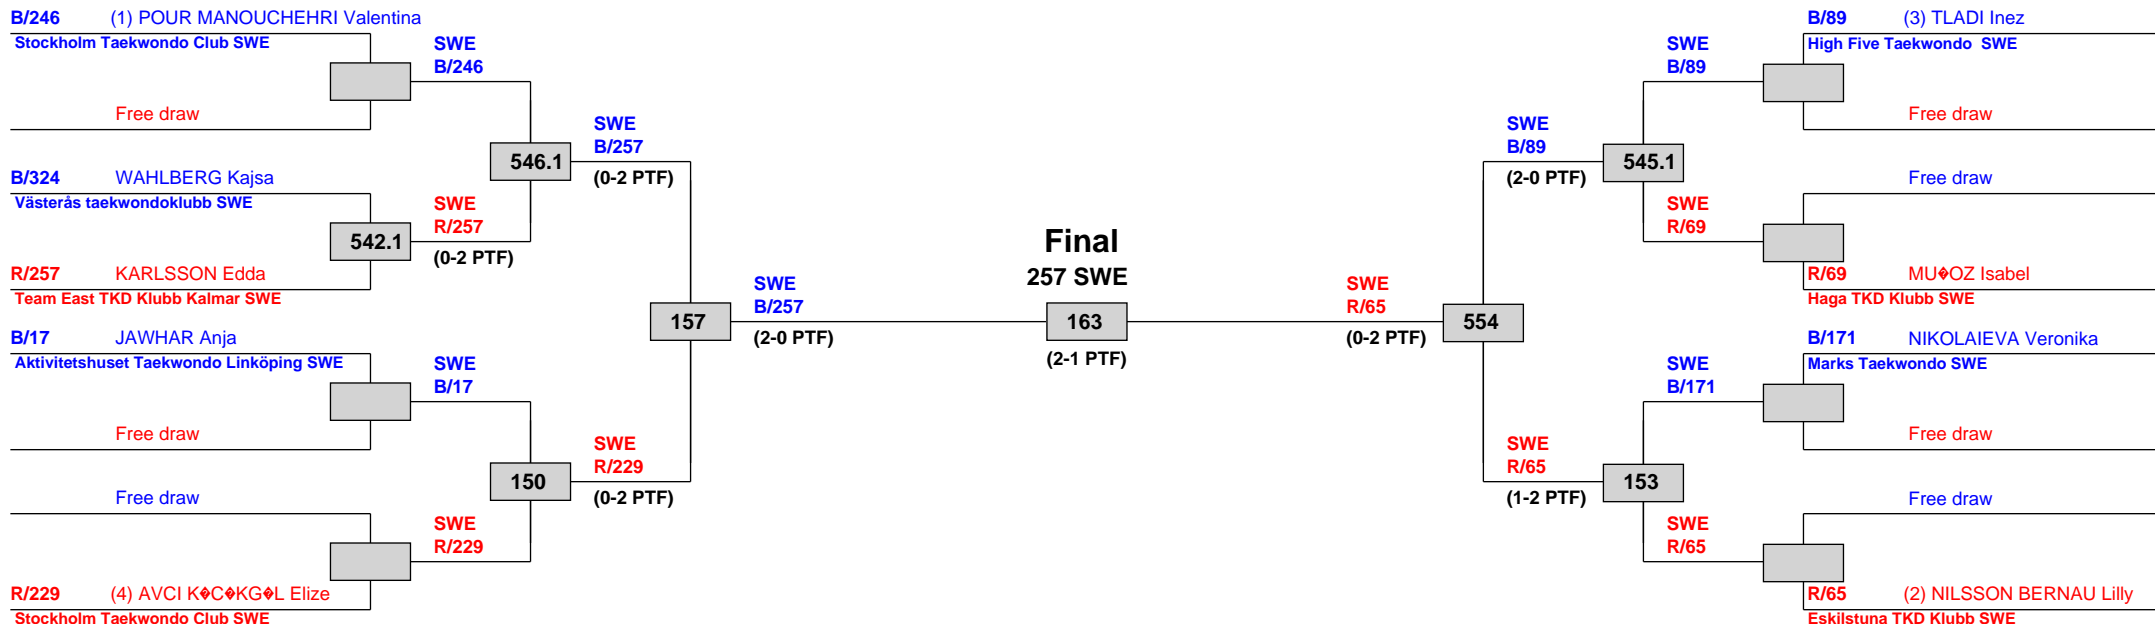 B/246 (1) POUR MANOUCHEHRI Valentina
Stockholm Taekwondo Club SWE
SWE
B/246
Free draw
SWE
B/257
546.1
(0-2 PTF)
B/324 WAHLBERG Kajsa
Västerås taekwondoklubb SWE
SWE
R/257
542.1
(0-2 PTF)
R/257 KARLSSON Edda
Team East TKD Klubb Kalmar SWE
SWE
B/257
157
(2-0 PTF)
B/17 JAWHAR Anja
Aktivitetshuset Taekwondo Linköping SWE
SWE
B/17
Free draw
SWE
R/229
150
(0-2 PTF)
Free draw
SWE
R/229
R/229 (4) AVCI K�C�KG�L Elize
Stockholm Taekwondo Club SWE
Final
257 SWE
163
(2-1 PTF)
B/89 (3) TLADI Inez
High Five Taekwondo SWE
SWE
B/89
Free draw
SWE
B/89
545.1
(2-0 PTF)
Free draw
SWE
R/69
R/69 MU�OZ Isabel
Haga TKD Klubb SWE
SWE
R/65
554
(0-2 PTF)
B/171 NIKOLAIEVA Veronika
Marks Taekwondo SWE
SWE
B/171
Free draw
SWE
R/65
153
(1-2 PTF)
Free draw
SWE
R/65
R/65 (2) NILSSON BERNAU Lilly
Eskilstuna TKD Klubb SWE